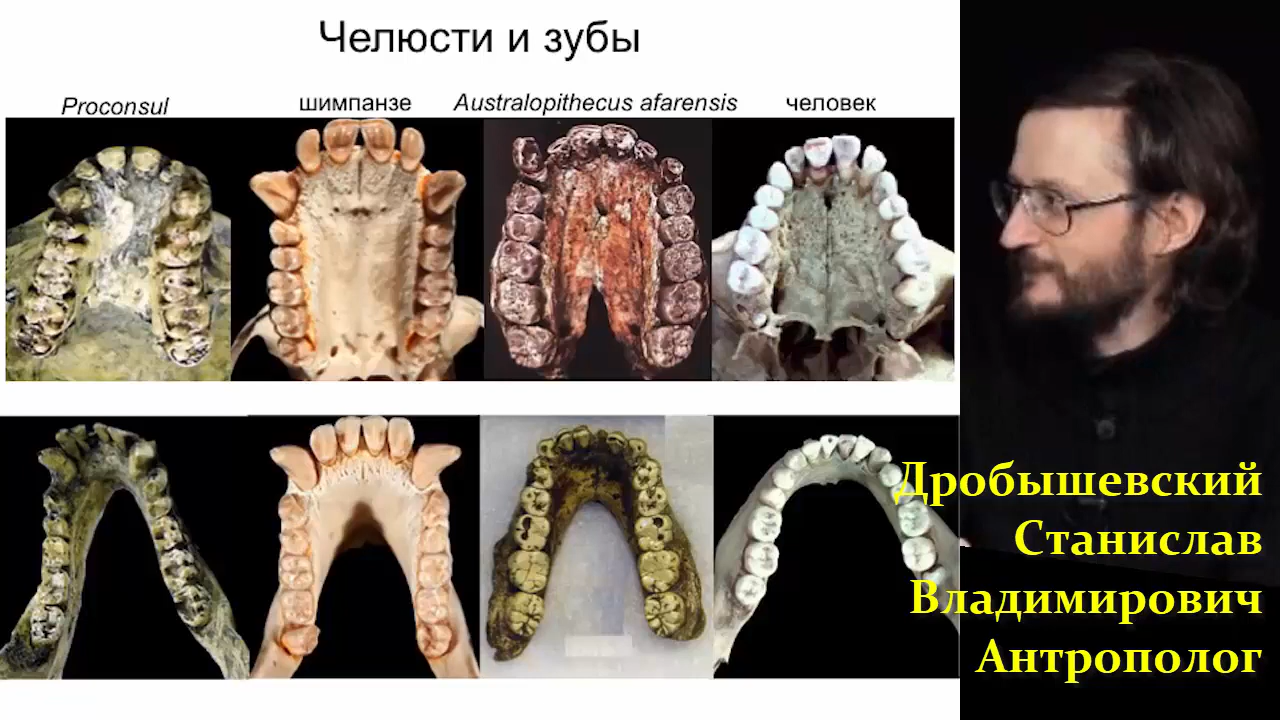 Челюсти и зубы
Proconsul
шимпанзе
Australopithecus afarensis
человек
Дробышевский
Станислав
Владимирович
Антрополог